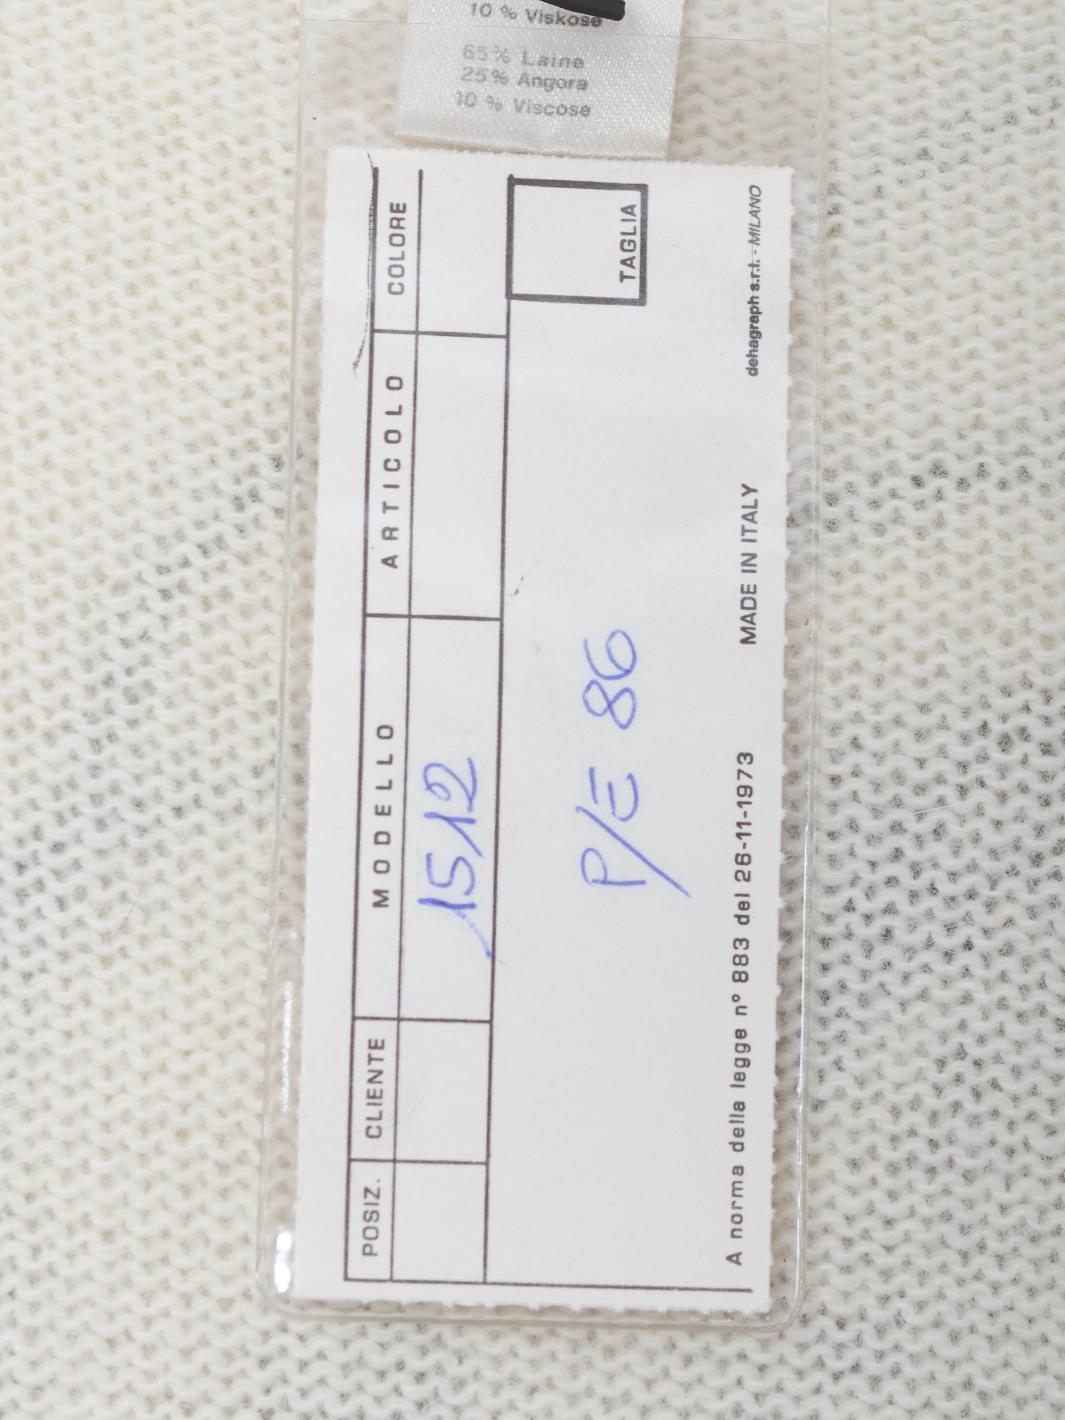 10 % Viskose
65% Laine
25% Angora
10 % Viscose
POSIZ. CLIENTE MODELLO ARTICOLO COLORE
1512
P/E 86
TAGLIA
A norma della legge n° 883 del 26-11-1973 MADE IN ITALY dehagraph s.r.l. - MILANO